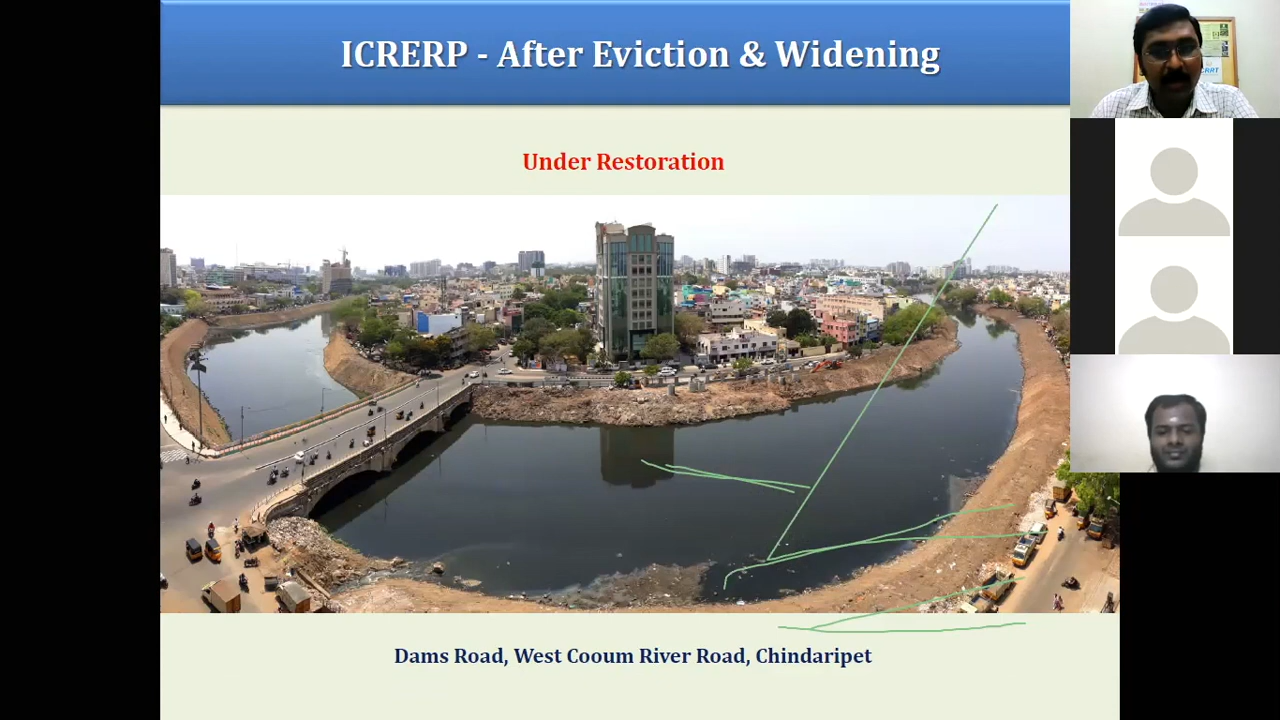 ICRERP - After Eviction & Widening
Under Restoration
Dams Road, West Cooum River Road, Chindaripet